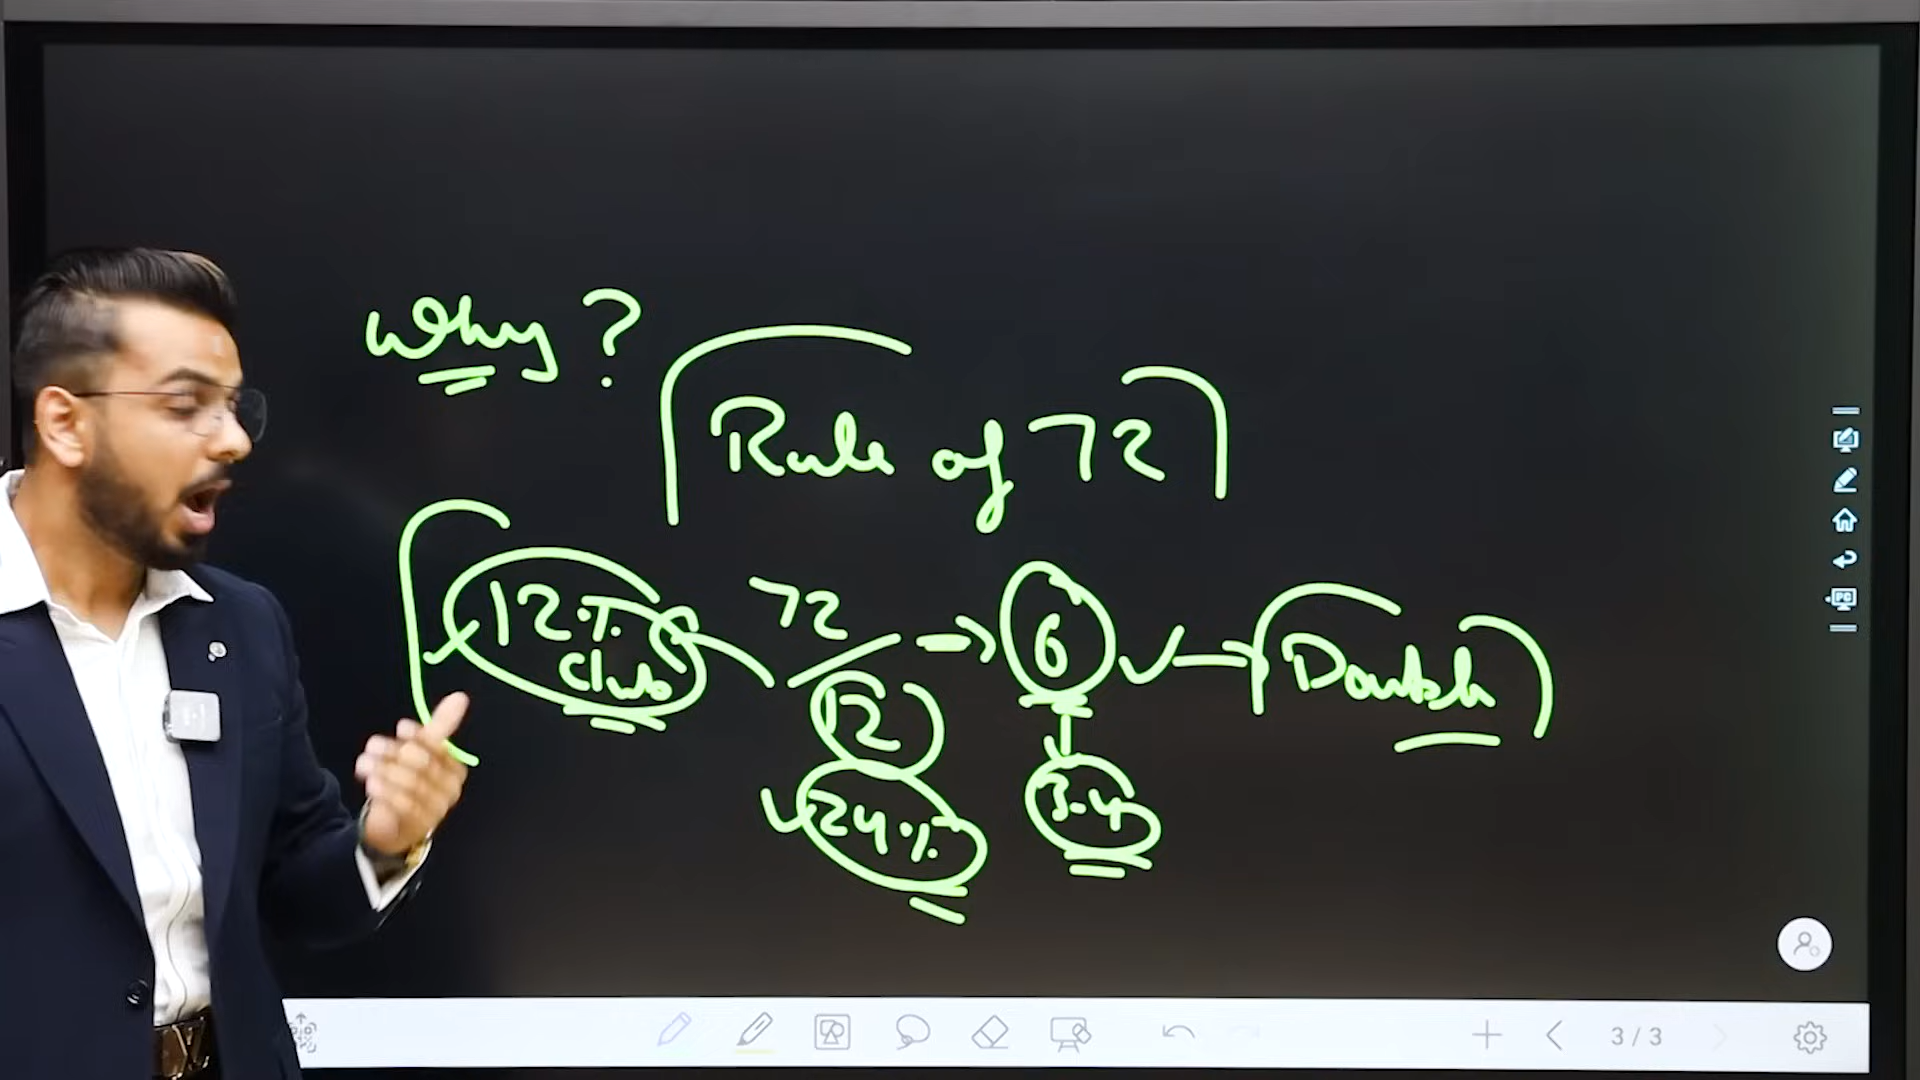 Why?
Rule of 72
12% Club 72/12 → 6 → Double
24% 3-4
3/3